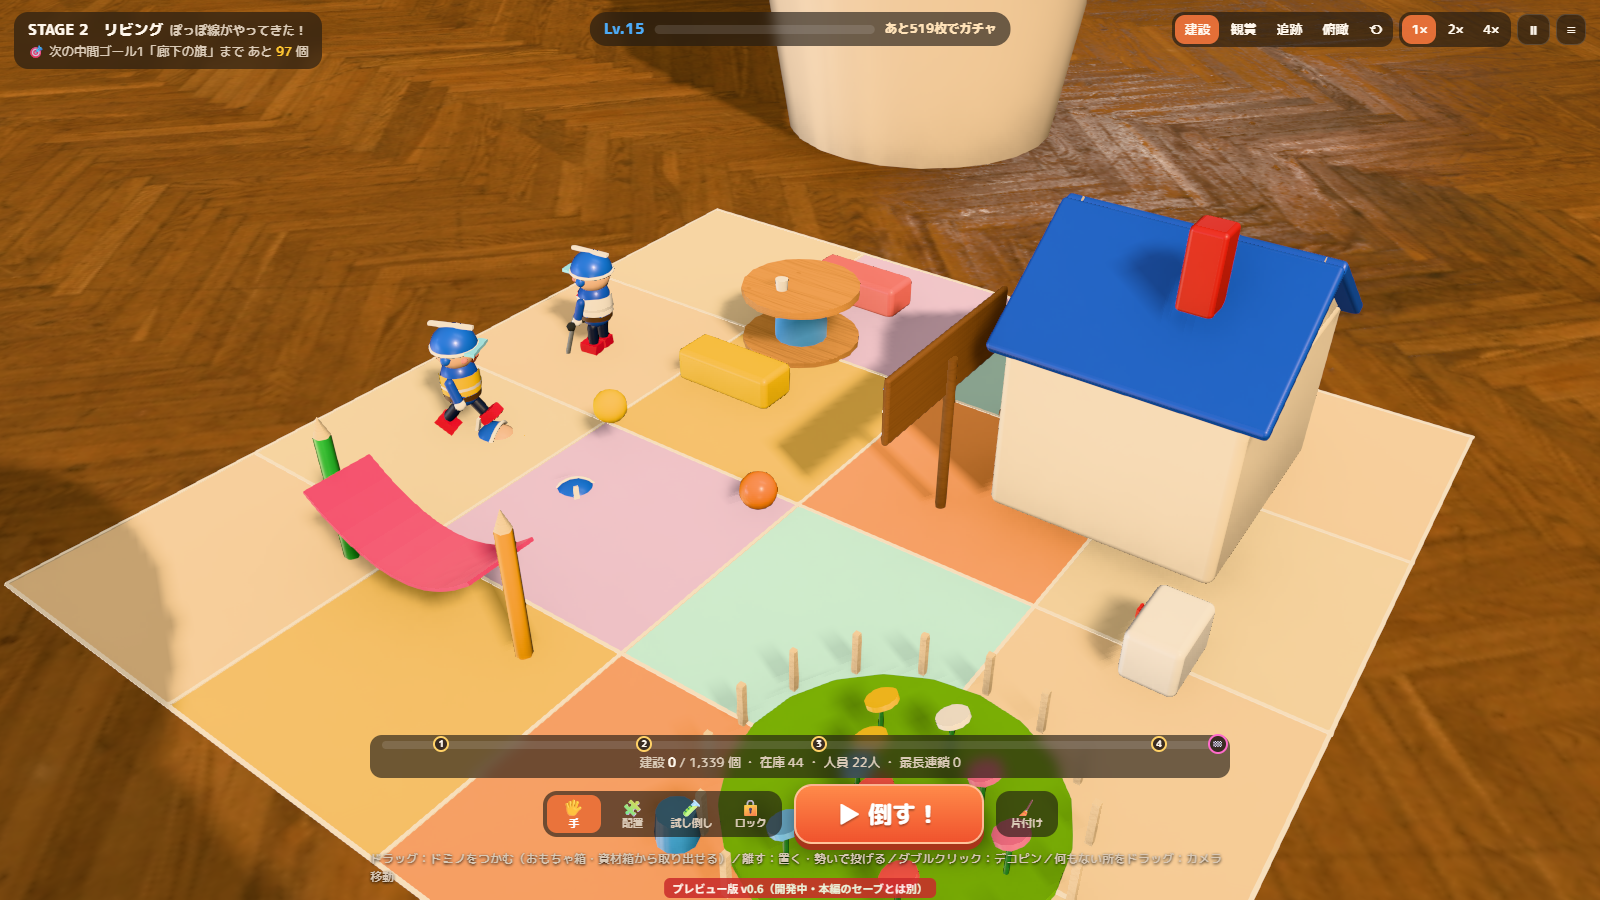 STAGE 2 リビング ぽっぽ線がやってきた！
🎯 次の中間ゴール1「廊下の旗」まで あと 97 個
Lv.15 あと519枚でガチャ
建設 観賞 追跡 俯瞰 1× 2× 4×
1 2 3 4
建設 0 / 1,339 個 ・ 在庫 44 ・ 人員 22人 ・ 最長連鎖 0
手 配置 試し倒し ロック ▶ 倒す！ 片付け
ドラッグ：ドミノをつかむ（おもちゃ箱・資材箱から取り出せる）／離す：置く・勢いで投げる／ダブルクリック：デコピン／何もない所をドラッグ：カメラ
移動
プレビュー版 v0.6（開発中・本編のセーブとは別）